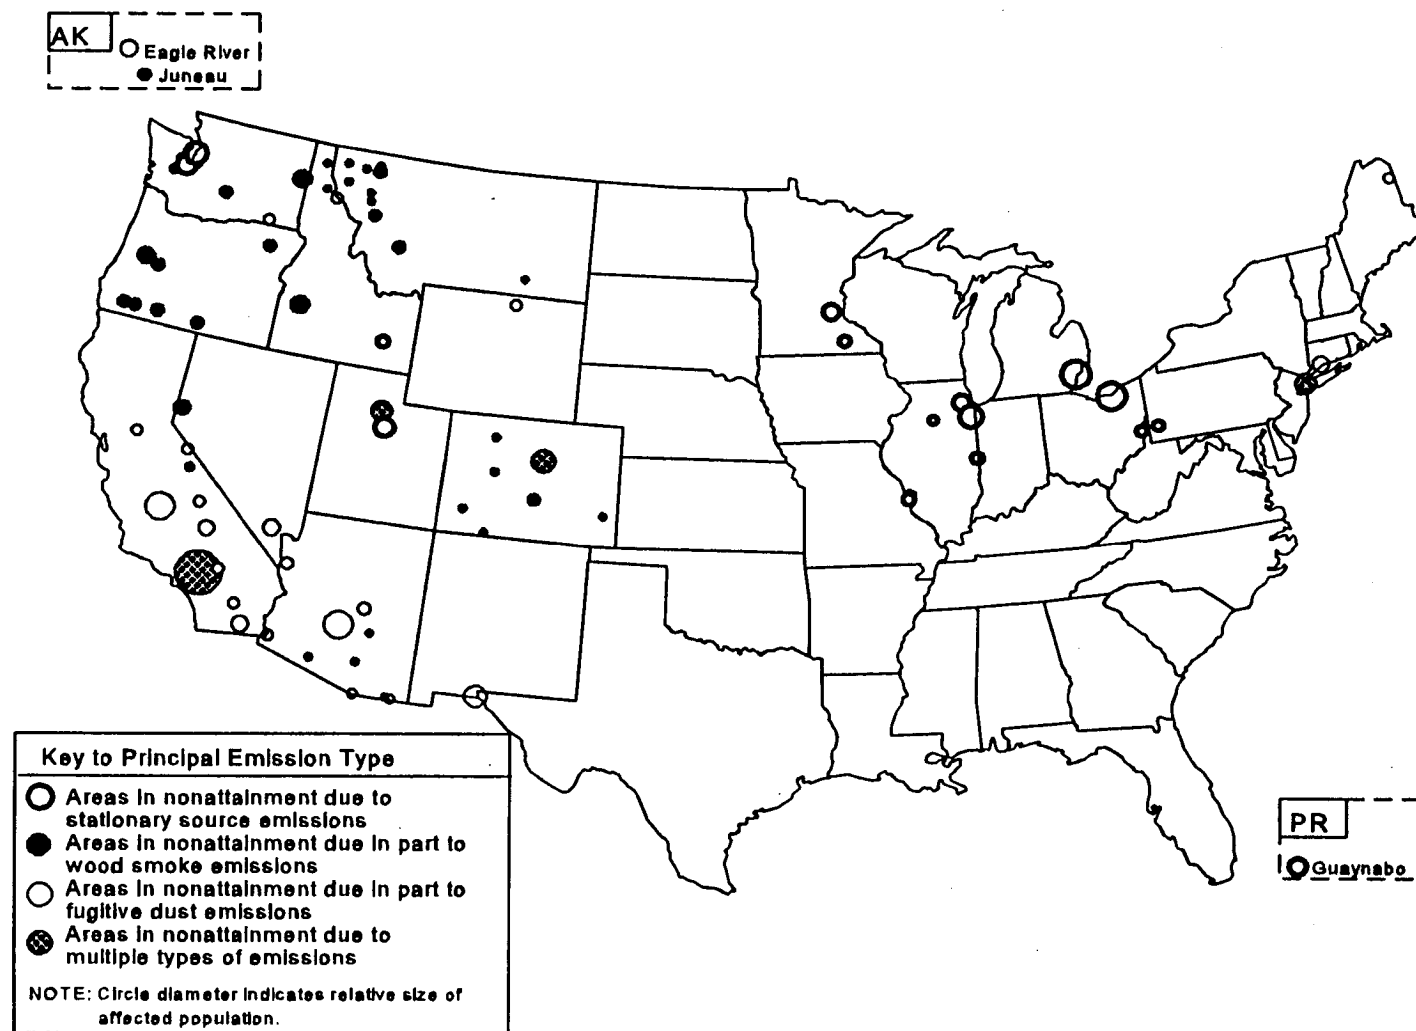 AK
Eagle River
Juneau
Key to Principal Emission Type
Areas in nonattainment due to
stationary source emissions
Areas in nonattainment due in part to
wood smoke emissions
Areas in nonattainment due in part to
fugitive dust emissions
Areas in nonattainment due to
multiple types of emissions
NOTE: Circle diameter indicates relative size of
affected population.
PR
Guaynabo